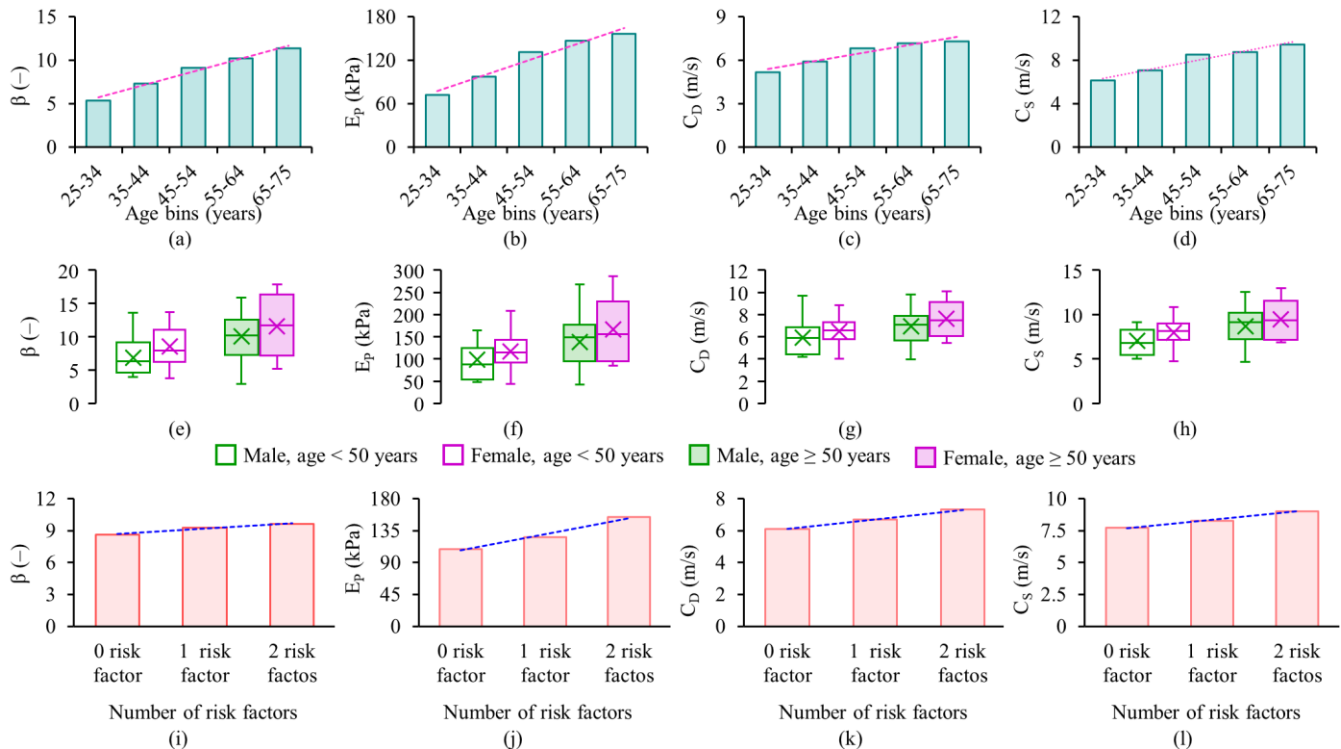 15
10
5
0
β (–)
25-34
35-44
45-54
55-64
65-75
Age bins (years)
(a)
180
120
60
0
E_P (kPa)
25-34
35-44
45-54
55-64
65-75
Age bins (years)
(b)
9
6
3
0
C_D (m/s)
25-34
35-44
45-54
55-64
65-75
Age bins (years)
(c)
12
8
4
0
C_S (m/s)
25-34
35-44
45-54
55-64
65-75
Age bins (years)
(d)
20
15
10
5
0
β (–)
(e)
300
250
200
150
100
50
0
E_P (kPa)
(f)
12
10
8
6
4
2
0
C_D (m/s)
(g)
15
10
5
0
C_S (m/s)
(h)
Male, age < 50 years
Female, age < 50 years
Male, age ≥ 50 years
Female, age ≥ 50 years
12
9
6
3
0
β (–)
0 risk
factor
1 risk
factor
2 risk
factos
Number of risk factors
(i)
180
135
90
45
0
E_P (kPa)
0 risk
factor
1 risk
factor
2 risk
factos
Number of risk factors
(j)
8
6
4
2
0
C_D (m/s)
0 risk
factor
1 risk
factor
2 risk
factos
Number of risk factors
(k)
10
7.5
5
2.5
0
C_S (m/s)
0 risk
factor
1 risk
factor
2 risk
factos
Number of risk factors
(l)